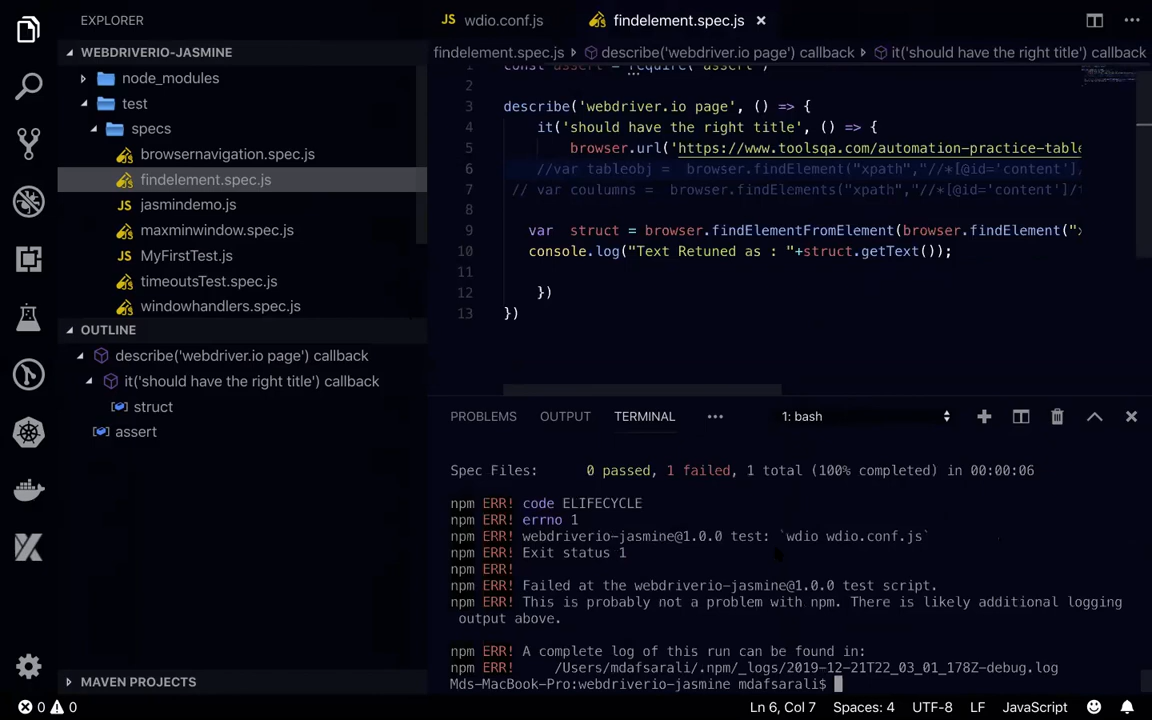 EXPLORER
WEBDRIVERIO-JASMINE
node_modules
test
specs
browsernavigation.spec.js
findelement.spec.js
JS jasmindemo.js
maxminwindow.spec.js
JS MyFirstTest.js
timeoutsTest.spec.js
windowhandlers.spec.js
OUTLINE
describe('webdriver.io page') callback
it('should have the right title') callback
struct
assert
MAVEN PROJECTS
JS wdio.conf.js findelement.spec.js
findelement.spec.js describe('webdriver.io page') callback it('should have the right title') callback
1 const assert = require('assert')
2
3 describe('webdriver.io page', () => {
4 it('should have the right title', () => {
5 browser.url('https://www.toolsqa.com/automation-practice-table
6 //var tableobj = browser.findElement("xpath","//*[@id='content']/
7 // var coulumns = browser.findElements("xpath","//*[@id='content']/
8
9 var struct = browser.findElementFromElement(browser.findElement("x
10 console.log("Text Retuned as : "+struct.getText());
11
12 })
13 })
PROBLEMS OUTPUT TERMINAL ••• 1: bash
Spec Files: 0 passed, 1 failed, 1 total (100% completed) in 00:00:06
npm ERR! code ELIFECYCLE
npm ERR! errno 1
npm ERR! webdriverio-jasmine@1.0.0 test: `wdio wdio.conf.js`
npm ERR! Exit status 1
npm ERR!
npm ERR! Failed at the webdriverio-jasmine@1.0.0 test script.
npm ERR! This is probably not a problem with npm. There is likely additional logging
output above.
npm ERR! A complete log of this run can be found in:
npm ERR! /Users/mdafsarali/.npm/_logs/2019-12-21T22_03_01_178Z-debug.log
Mds-MacBook-Pro:webdriverio-jasmine mdafsarali$
0 0 Ln 6, Col 7 Spaces: 4 UTF-8 LF JavaScript